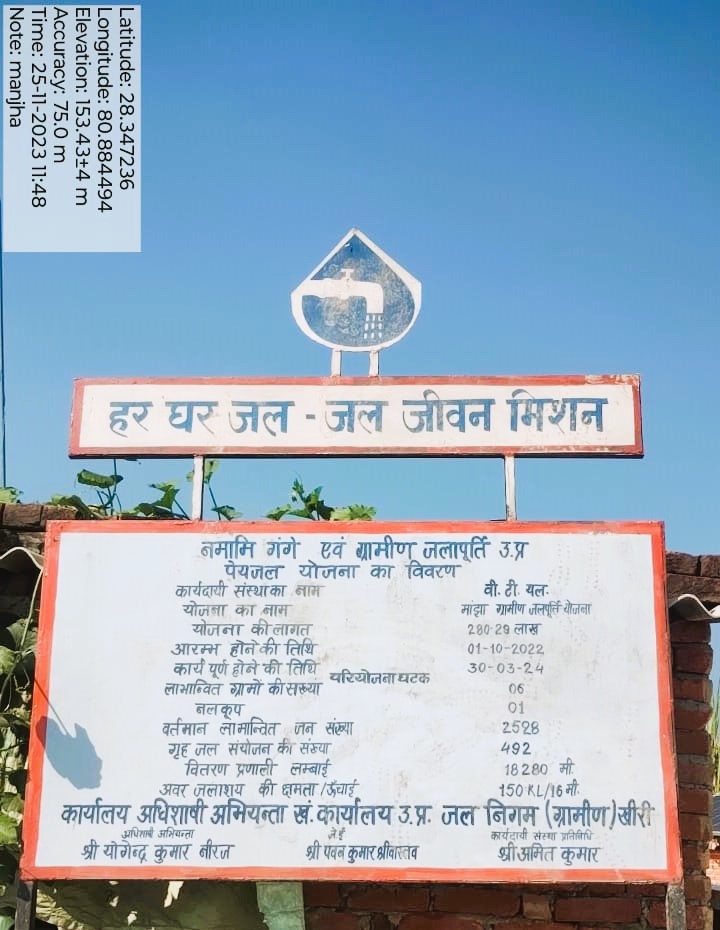 Latitude: 28.347236
Longitude: 80.884494
Elevation: 153.43±4 m
Accuracy: 75.0 m
Time: 25-11-2023 11:48
Note: manjha
हर घर जल - जल जीवन मिशन
नमामि गंगे एवं ग्रामीण जलापूर्ति उ.प्र
पेयजल योजना का विवरण
कार्यदायी संस्था का नाम वी. टी. यल.
योजना का नाम मांझा ग्रामीण जलपूर्ति योजना
योजना की लागत 280.29 लाख
आरम्भ होने की तिथि 01-10-2022
कार्य पूर्ण होने की तिथि 30-03-24
परियोजना घटक
लाभान्वित ग्रामों की संख्या 06
नलकूप 01
वर्तमान लाभान्वित जन संख्या 2528
गृह जल संयोजन की संख्या 492
वितरण प्रणाली लम्बाई 18280 मी.
अवर जलाशय की क्षमता/ऊँचाई 150 KL/16 मी.
कार्यालय अधिशाषी अभियन्ता खं. कार्यालय उ.प्र. जल निगम (ग्रामीण) खीरी
अधिशाषी अभियन्ता जेई कार्यदायी संस्था प्रतिनिधि
श्री योगेन्द्र कुमार नीरज श्री पवन कुमार श्रीवास्तव श्री अमित कुमार